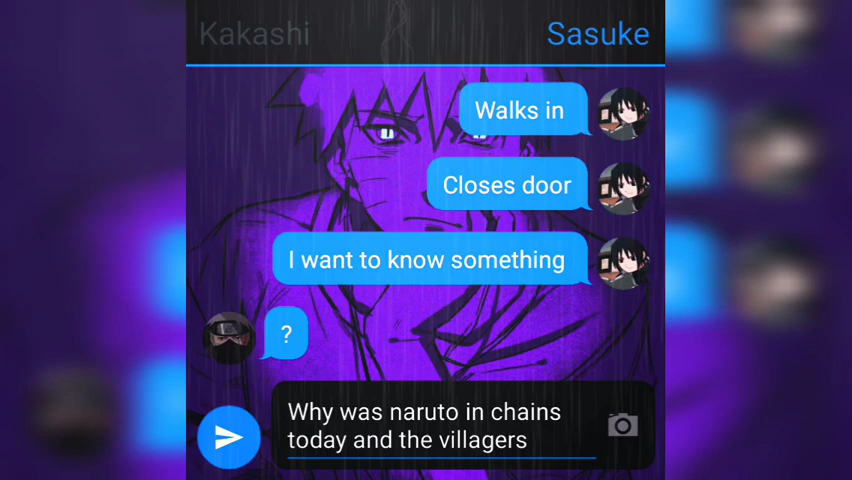 Kakashi
Sasuke
Walks in
Closes door
I want to know something
?
Why was naruto in chains
today and the villagers